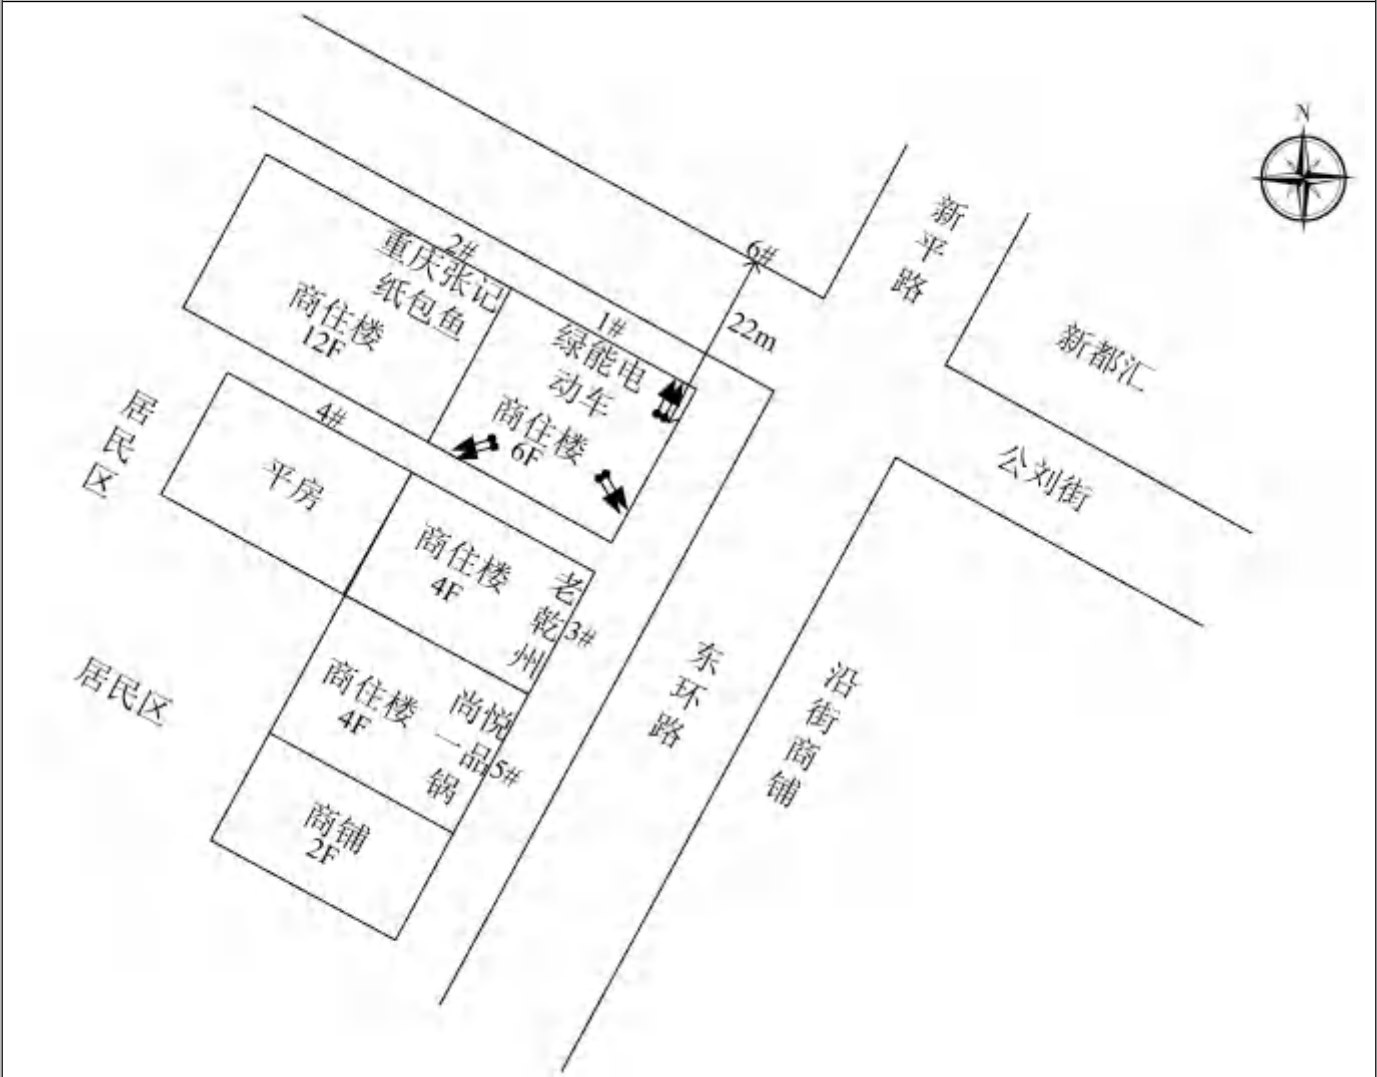 N
新平路
6#
22m
2#
重庆张记
纸包鱼
商住楼
12F
1#
绿能电
动车
商住楼
6F
新都汇
公刘街
居民区
4#
平房
商住楼
4F
老乾州
3#
东环路
沿街商铺
居民区
商住楼
4F
尚悦
一品
锅
5#
商铺
2F